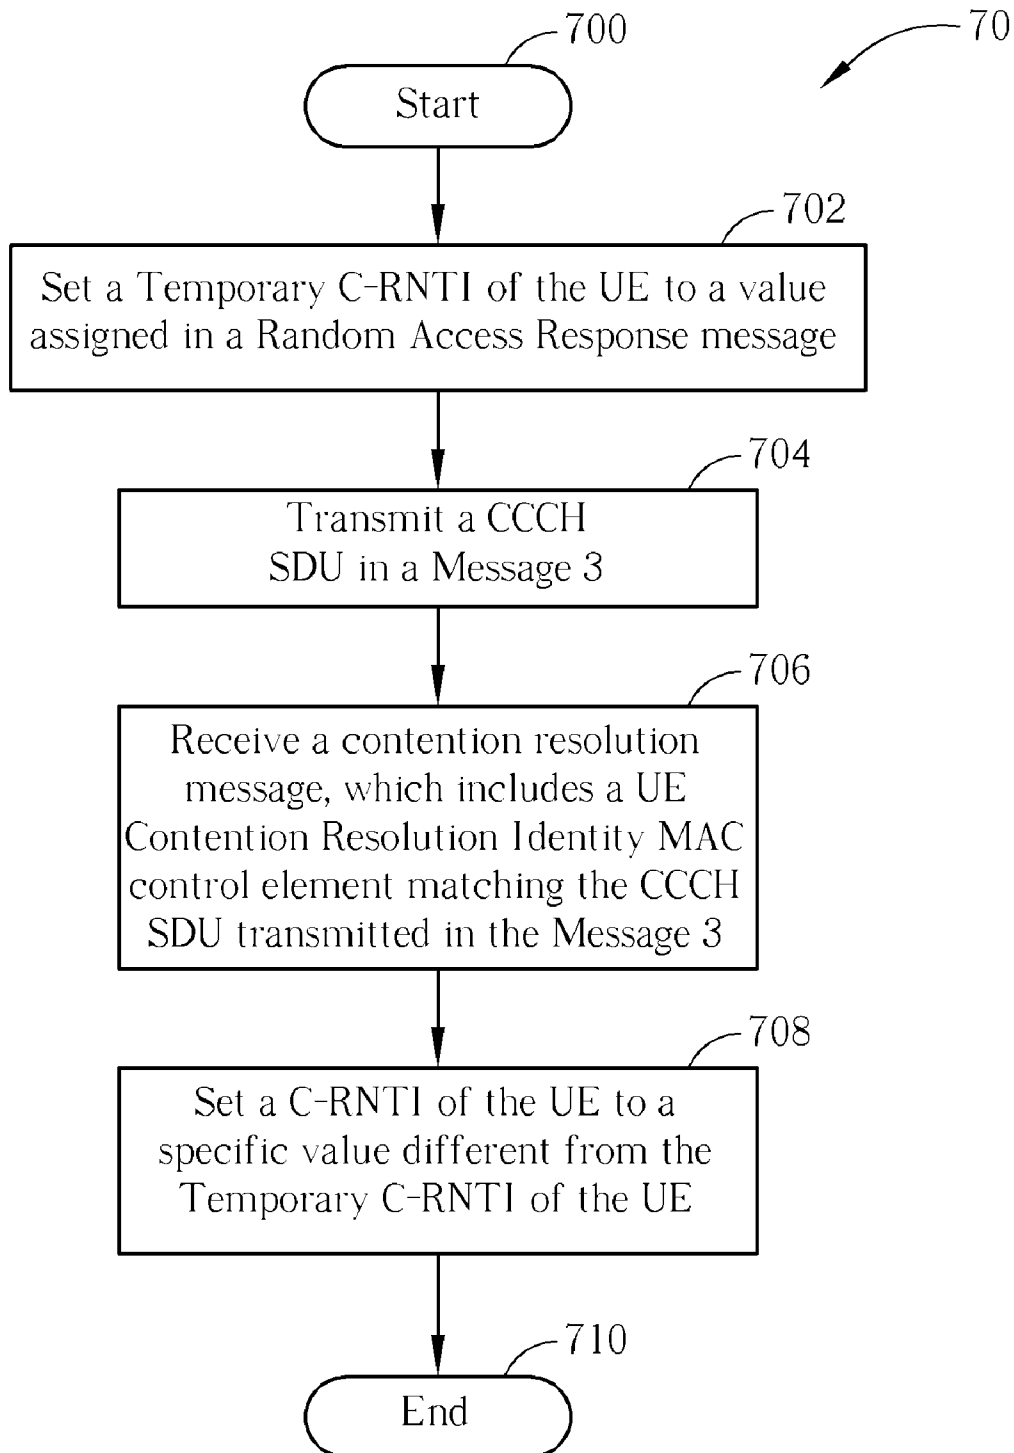 700
70
Start
702
Set a Temporary C-RNTI of the UE to a value
assigned in a Random Access Response message
704
Transmit a CCCH
SDU in a Message 3
706
Receive a contention resolution
message, which includes a UE
Contention Resolution Identity MAC
control element matching the CCCH
SDU transmitted in the Message 3
708
Set a C-RNTI of the UE to a
specific value different from the
Temporary C-RNTI of the UE
710
End